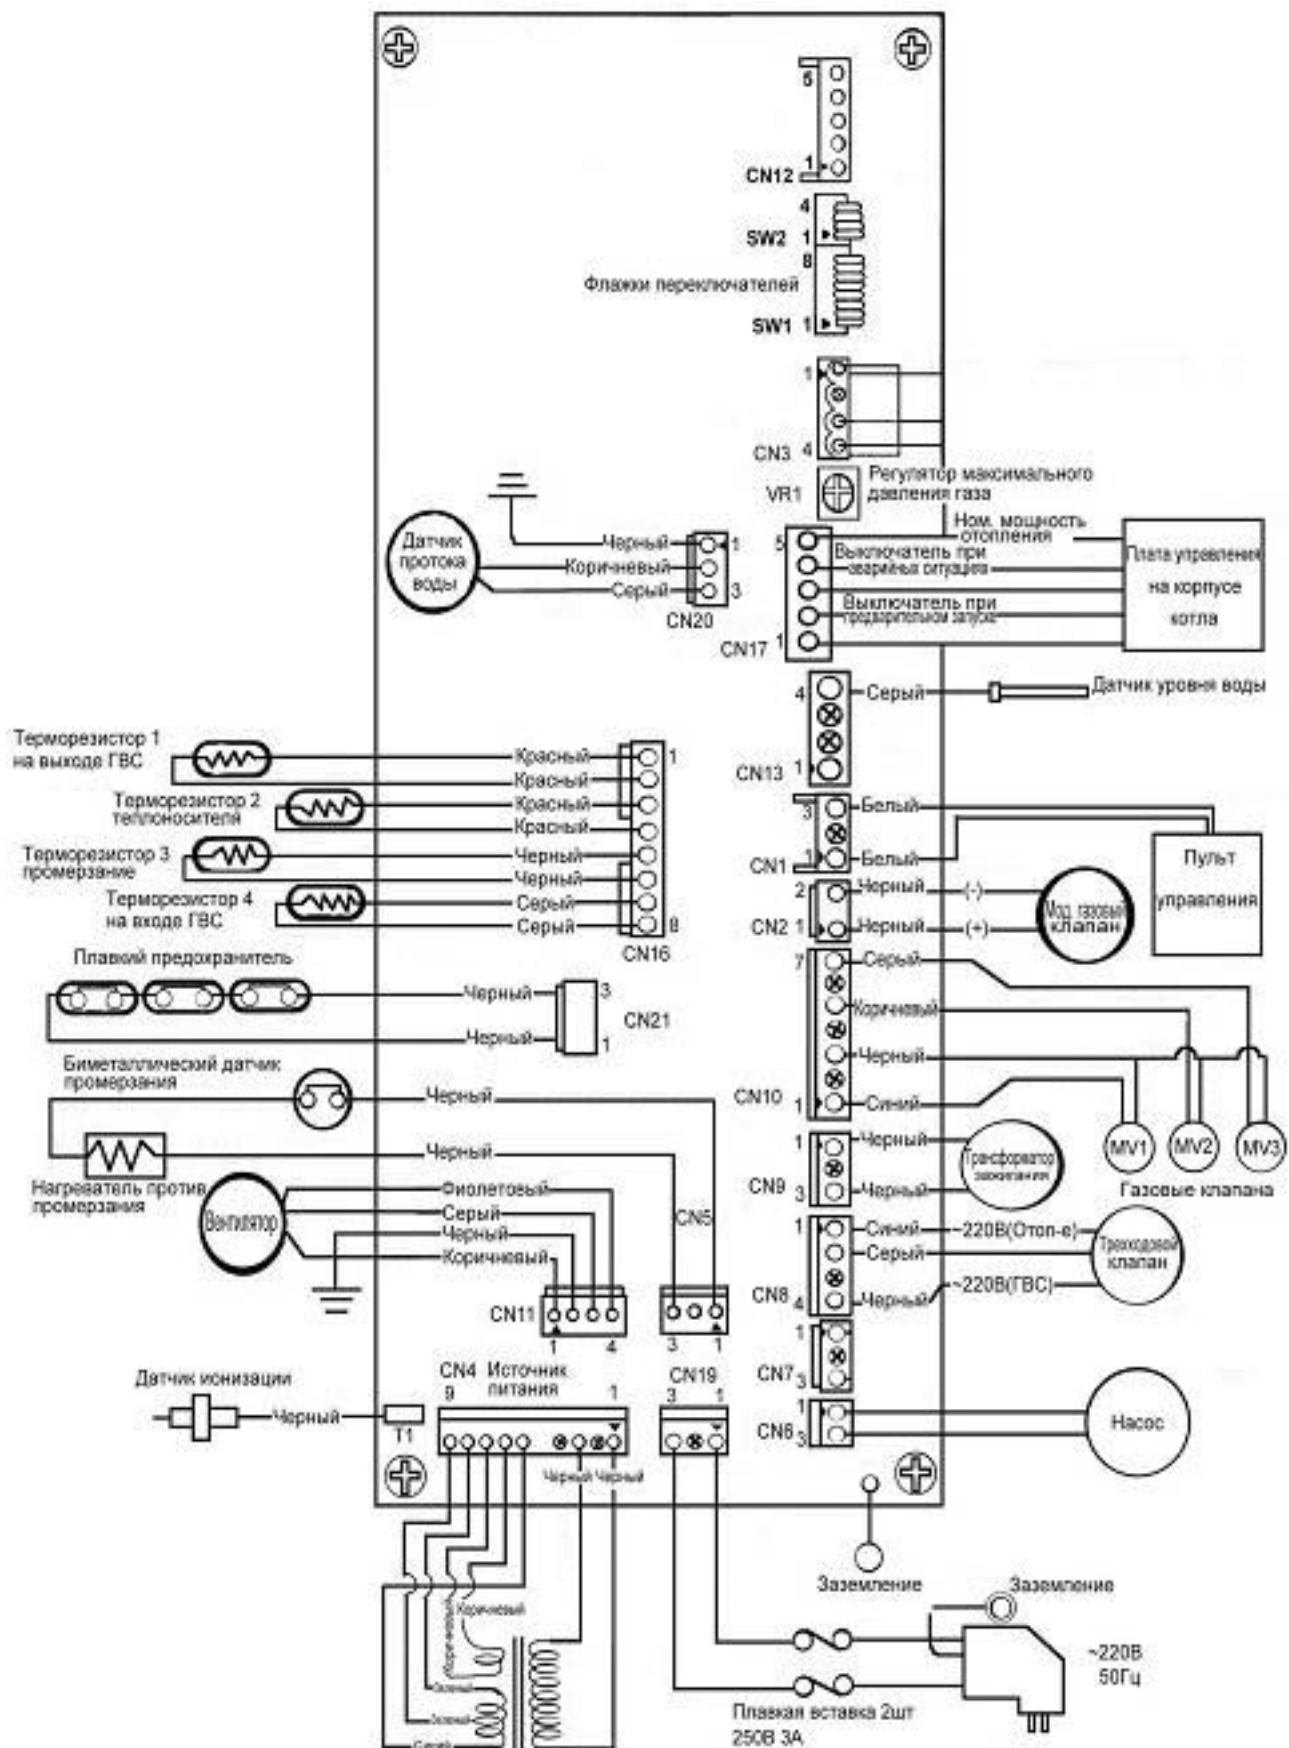 5
1
CN12
4
SW2 1
8
Флажки переключателей
SW1 1
1
CN3 4
VR1
Регулятор максимального
давления газа
Датчик
протока
воды
Черный
Коричневый
Серый
1
3
CN20
5
CN17 1
Ном. мощность
отопления
Выключатель при
аварийных ситуациях
Выключатель при
предварительном запуске
Плата управления
на корпусе
котла
4
Серый
Датчик уровня воды
CN13 1
Терморезистор 1
на выходе ГВС
Терморезистор 2
теплоносителя
Терморезистор 3
промерзание
Терморезистор 4
на входе ГВС
Красный
Красный
Красный
Красный
Черный
Черный
Серый
Серый
1
8
CN16
3
Белый
CN1 1
Белый
Пульт
управления
2
Черный
(-)
CN2 1
Черный
(+)
Мод. газовый
клапан
Плавкий предохранитель
Черный
Черный
3
CN21
1
7
Серый
Коричневый
Черный
CN10 1
Синий
MV1
MV2
MV3
Газовые клапана
Биметаллический датчик
промерзания
Черный
Черный
Нагреватель против
промерзания
1
Черный
CN9 3
Черный
Трансформатор
зажигания
Вентилятор
Фиолетовый
Серый
Черный
Коричневый
CN5
CN11
1
4
3
1
1
Синий
~220В(Отоп-е)
Серый
CN8 4
Черный
~220В(ГВС)
Трехходовой
клапан
1
CN7 3
1
CN6 3
Насос
Датчик ионизации
Черный
T1
CN4 Источник
питания
9
1
CN19
3
1
Черный Черный
Заземление
Заземление
Коричневый
Коричневый
Зеленый
Зеленый
Синий
~220В
50Гц
Плавкая вставка 2шт
250В 3А